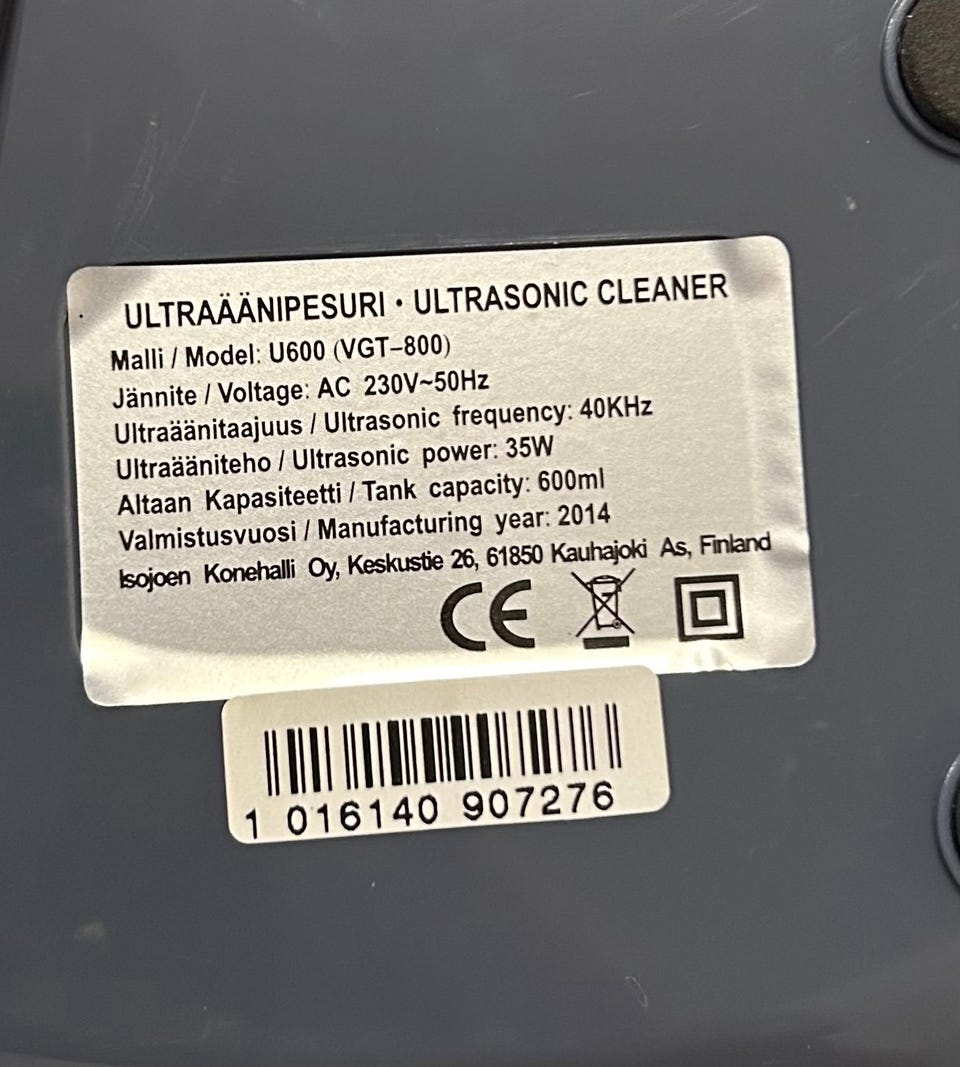 ULTRAÄÄNIPESURI • ULTRASONIC CLEANER
Malli / Model: U600 (VGT-800)
Jännite / Voltage: AC 230V~50Hz
Ultraäänitaajuus / Ultrasonic frequency: 40KHz
Ultraääniteho / Ultrasonic power: 35W
Altaan Kapasiteetti / Tank capacity: 600ml
Valmistusvuosi / Manufacturing year: 2014
Isojoen Konehalli Oy, Keskustie 26, 61850 Kauhajoki As, Finland
CE
1 016140 907276